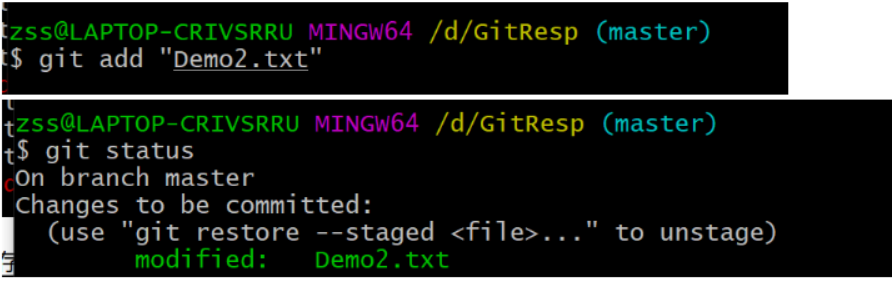 zss@LAPTOP-CRIVSRRU MINGW64 /d/GitResp (master)
$ git add "Demo2.txt"
zss@LAPTOP-CRIVSRRU MINGW64 /d/GitResp (master)
$ git status
On branch master
Changes to be committed:
  (use "git restore --staged <file>..." to unstage)
        modified:   Demo2.txt